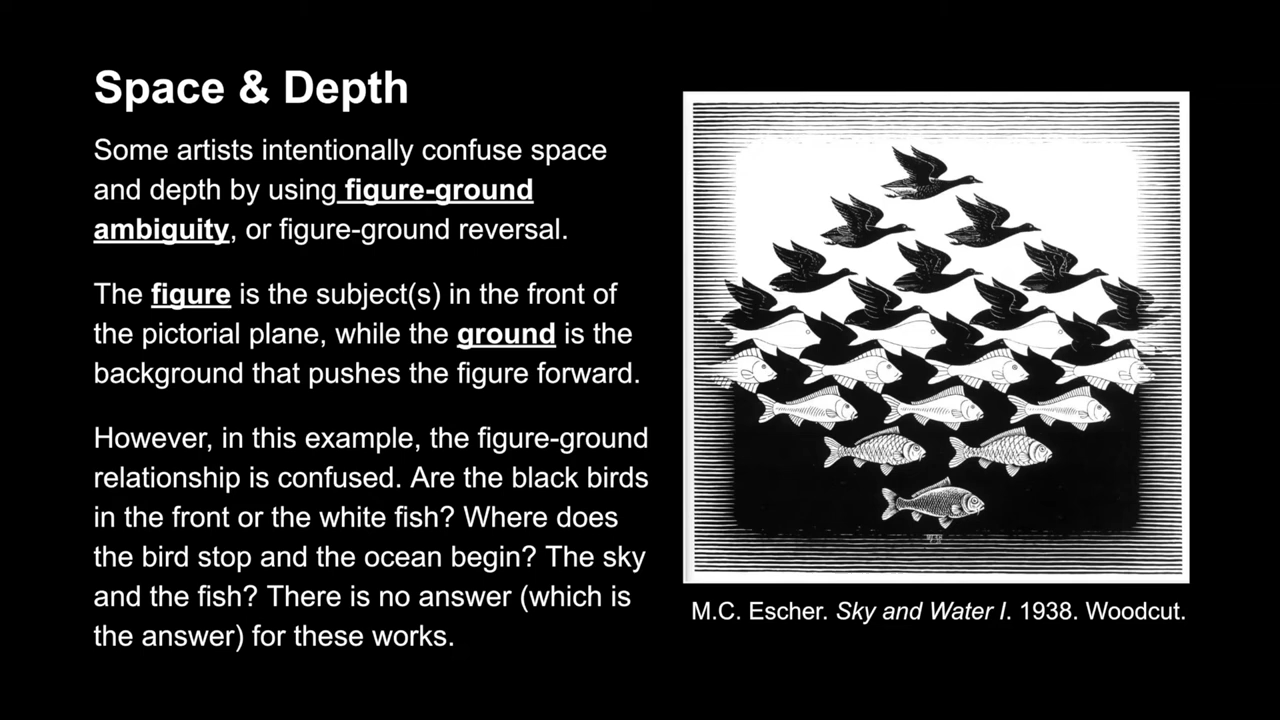 Space & Depth
Some artists intentionally confuse space
and depth by using figure-ground
ambiguity, or figure-ground reversal.
The figure is the subject(s) in the front of
the pictorial plane, while the ground is the
background that pushes the figure forward.
However, in this example, the figure-ground
relationship is confused. Are the black birds
in the front or the white fish? Where does
the bird stop and the ocean begin? The sky
and the fish? There is no answer (which is
the answer) for these works.
M.C. Escher. Sky and Water I. 1938. Woodcut.